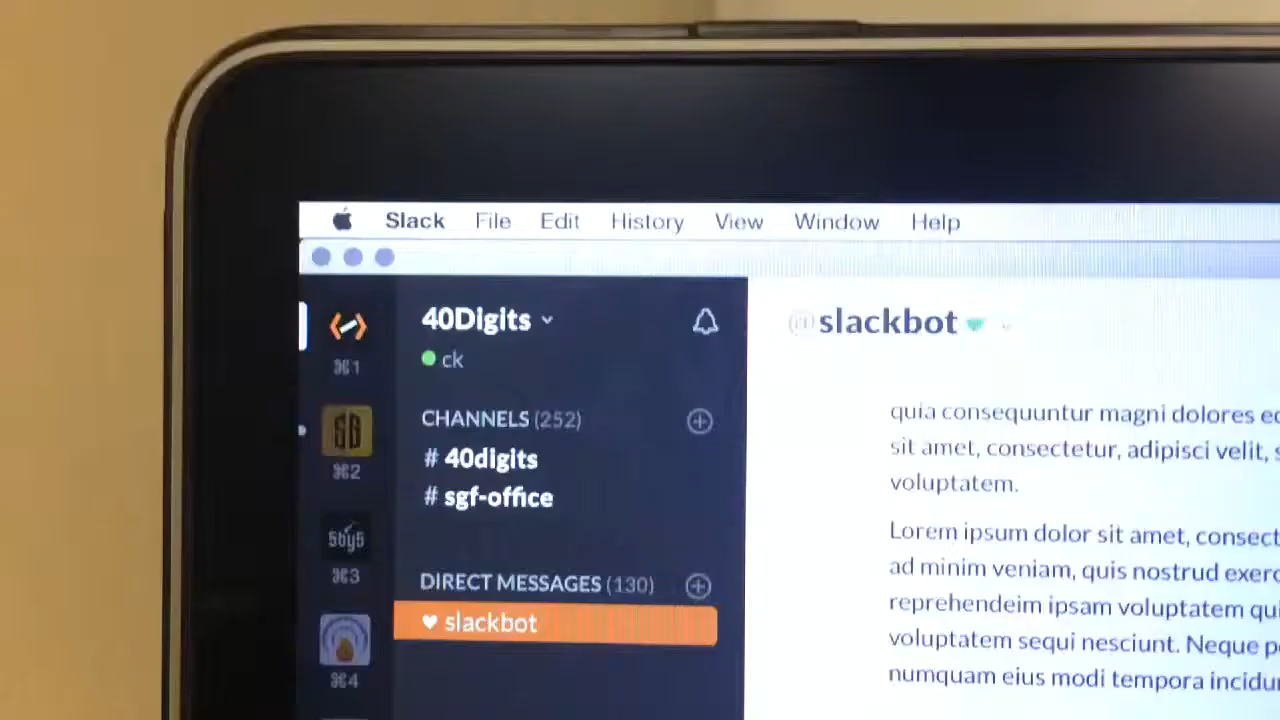 Slack File Edit History View Window Help
40Digits
ck
⌘1
CHANNELS (252)
# 40digits
SG
⌘2
# sgf-office
5by5
⌘3
DIRECT MESSAGES (130)
♥ slackbot
⌘4
slackbot
quia consequuntur magni dolores
sit amet, consectetur, adipisci velit,
voluptatem.
Lorem ipsum dolor sit amet,
ad minim veniam, quis nostrud
reprehendeim ipsam voluptatem
voluptatem sequi nesciunt. Neque
numquam eius modi tempora